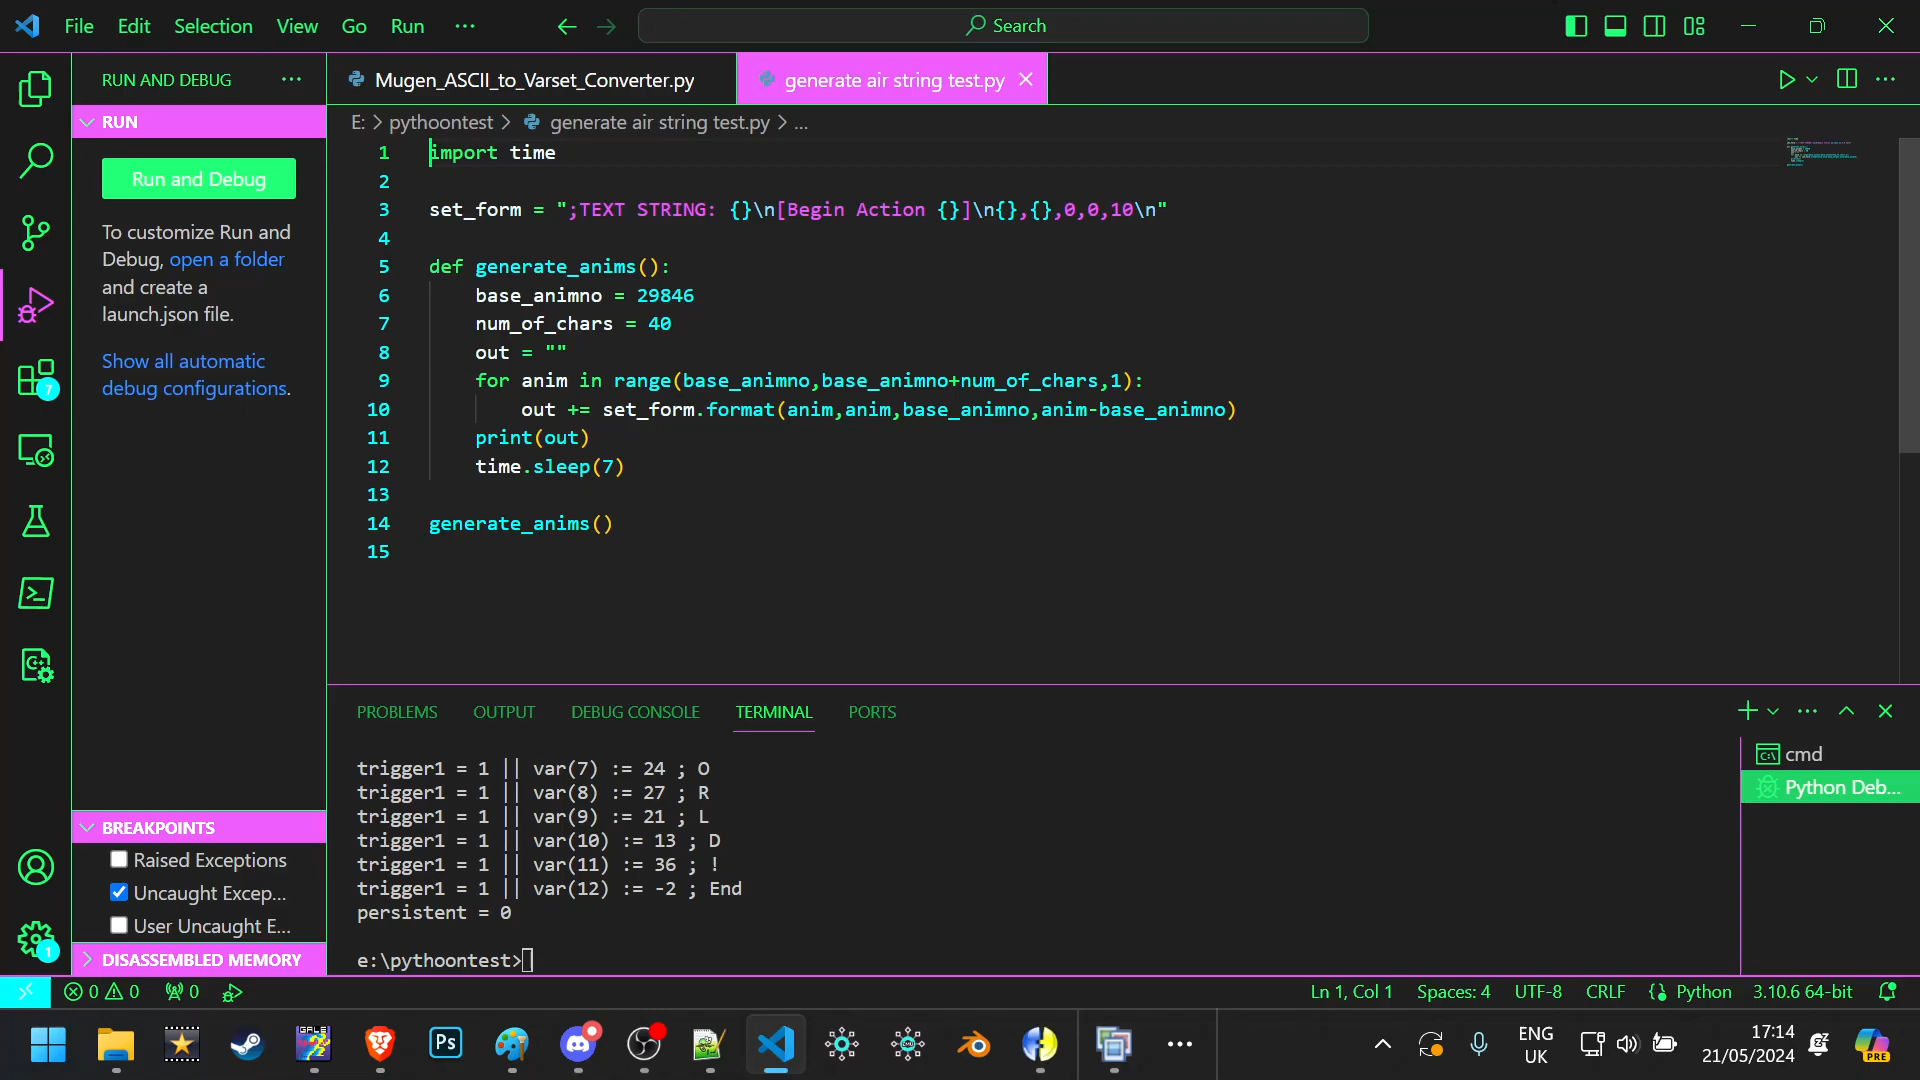 File Edit Selection View Go Run ··· Search
RUN AND DEBUG ···
Mugen_ASCII_to_Varset_Converter.py
generate air string test.py
RUN
E: > pythoontest > generate air string test.py > ...
Run and Debug
To customize Run and
Debug, open a folder
and create a
launch.json file.
Show all automatic
debug configurations.
1 import time
2
3 set_form = ";TEXT STRING: {}\n[Begin Action {}]\n{},{},0,0,10\n"
4
5 def generate_anims():
6 base_animno = 29846
7 num_of_chars = 40
8 out = ""
9 for anim in range(base_animno,base_animno+num_of_chars,1):
10 out += set_form.format(anim,anim,base_animno,anim-base_animno)
11 print(out)
12 time.sleep(7)
13
14 generate_anims()
15
7
PROBLEMS OUTPUT DEBUG CONSOLE TERMINAL PORTS
trigger1 = 1 || var(7) := 24 ; O
trigger1 = 1 || var(8) := 27 ; R
trigger1 = 1 || var(9) := 21 ; L
trigger1 = 1 || var(10) := 13 ; D
trigger1 = 1 || var(11) := 36 ; !
trigger1 = 1 || var(12) := -2 ; End
persistent = 0
e:\pythoontest>
cmd
Python Deb...
BREAKPOINTS
Raised Exceptions
Uncaught Excep...
User Uncaught E...
DISASSEMBLED MEMORY
1
0 0 0
Ln 1, Col 1 Spaces: 4 UTF-8 CRLF Python 3.10.6 64-bit
GALE
Ps
ENG
UK
17:14
21/05/2024
PRE